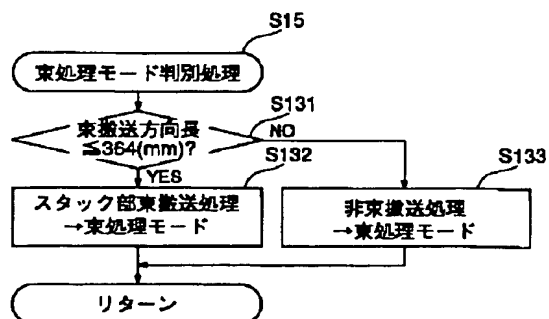 S15
束処理モード判別処理
S131
束搬送方向長
≦364(mm)?
NO
YES
S132
スタック部束搬送処理
→束処理モード
S133
非束搬送処理
→束処理モード
リターン